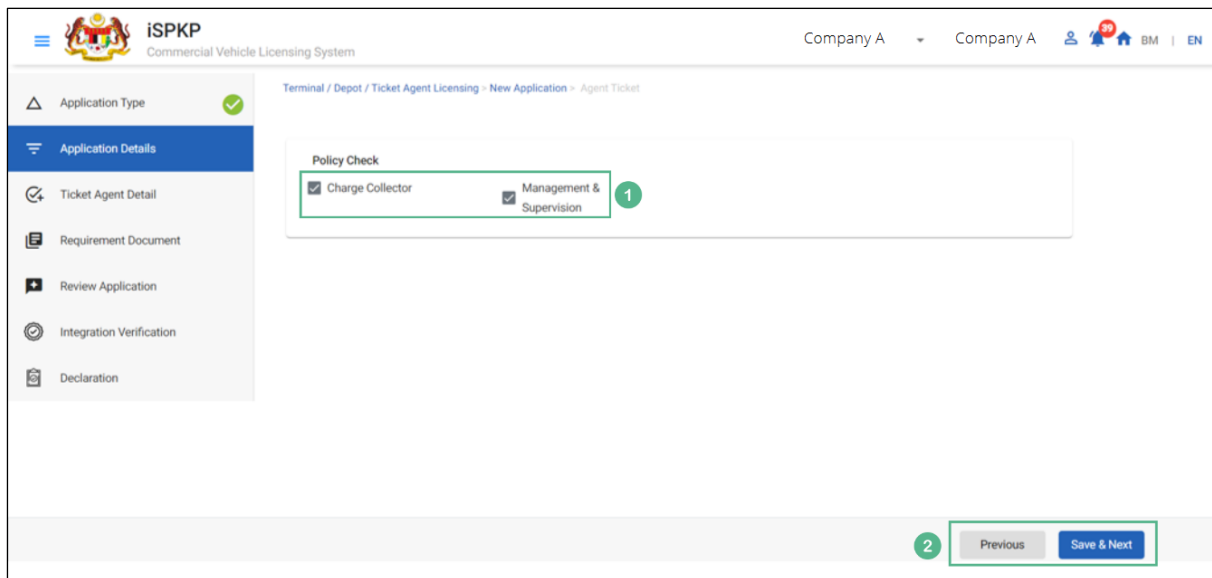 iSPKP
Commercial Vehicle Licensing System
Company A
Company A
39
BM | EN
Application Type
Application Details
Ticket Agent Detail
Requirement Document
Review Application
Integration Verification
Declaration
Terminal / Depot / Ticket Agent Licensing > New Application > Agent Ticket
Policy Check
Charge Collector
Management &
Supervision
1
2
Previous
Save & Next